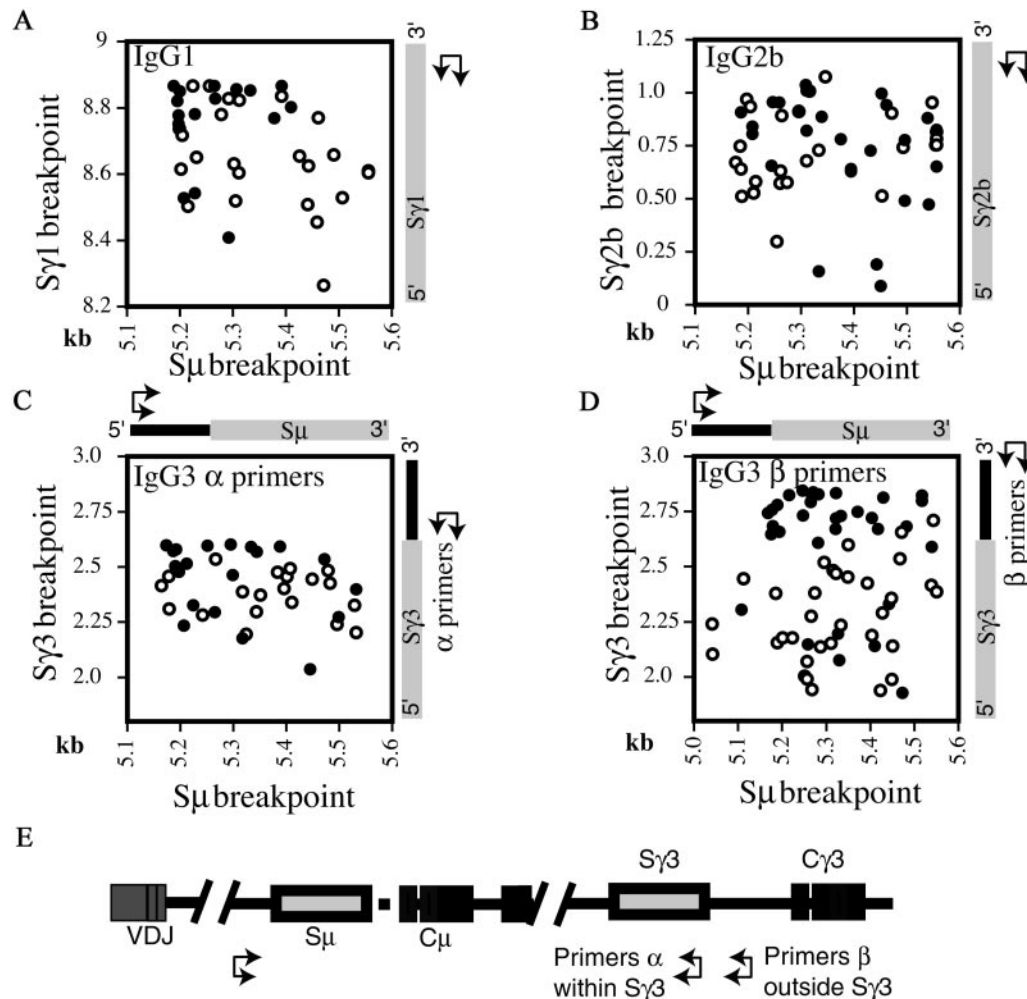 A
IgG1
Sγ1 breakpoint
9
8.8
8.6
8.4
8.2
kb
5.1
5.2
5.3
5.4
5.5
5.6
Sμ breakpoint
3'
Sγ1
5'
B
IgG2b
Sγ2b breakpoint
1.25
1.0
0.75
0.50
0.25
0
kb
5.1
5.2
5.3
5.4
5.5
5.6
Sμ breakpoint
3'
Sγ2b
5'
C
5' Sμ 3'
IgG3 α primers
Sγ3 breakpoint
3.0
2.75
2.5
2.25
2.0
kb
5.1
5.2
5.3
5.4
5.5
5.6
Sμ breakpoint
3'
Sγ3
5'
α primers
D
5' Sμ 3'
IgG3 β primers
Sγ3 breakpoint
3.0
2.75
2.5
2.25
2.0
kb
5.0
5.1
5.2
5.3
5.4
5.5
5.6
Sμ breakpoint
3'
Sγ3
5'
β primers
E
Sγ3 Cγ3
VDJ Sμ Cμ
Primers α
within Sγ3
Primers β
outside Sγ3